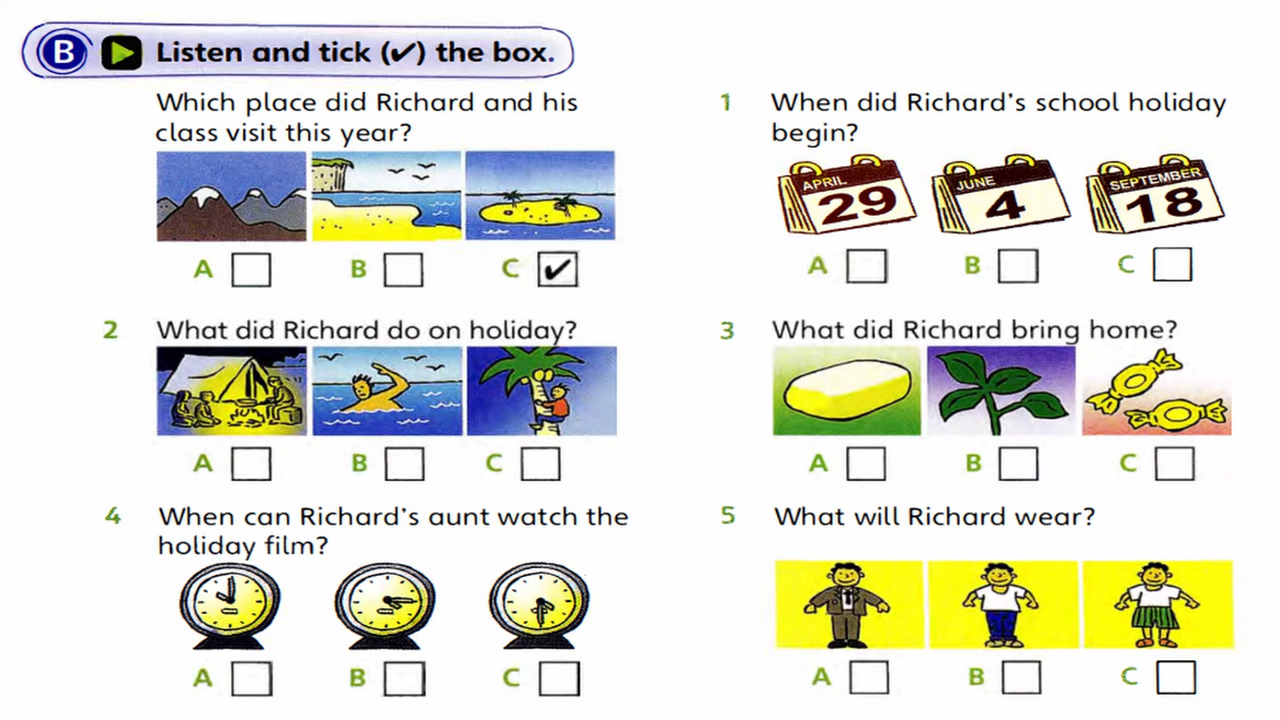 B Listen and tick (✔) the box.
Which place did Richard and his
class visit this year?
A B C ✔
1 When did Richard's school holiday
begin?
APRIL 29 JUNE 4 SEPTEMBER 18
A B C
2 What did Richard do on holiday?
A B C
3 What did Richard bring home?
A B C
4 When can Richard's aunt watch the
holiday film?
A B C
5 What will Richard wear?
A B C